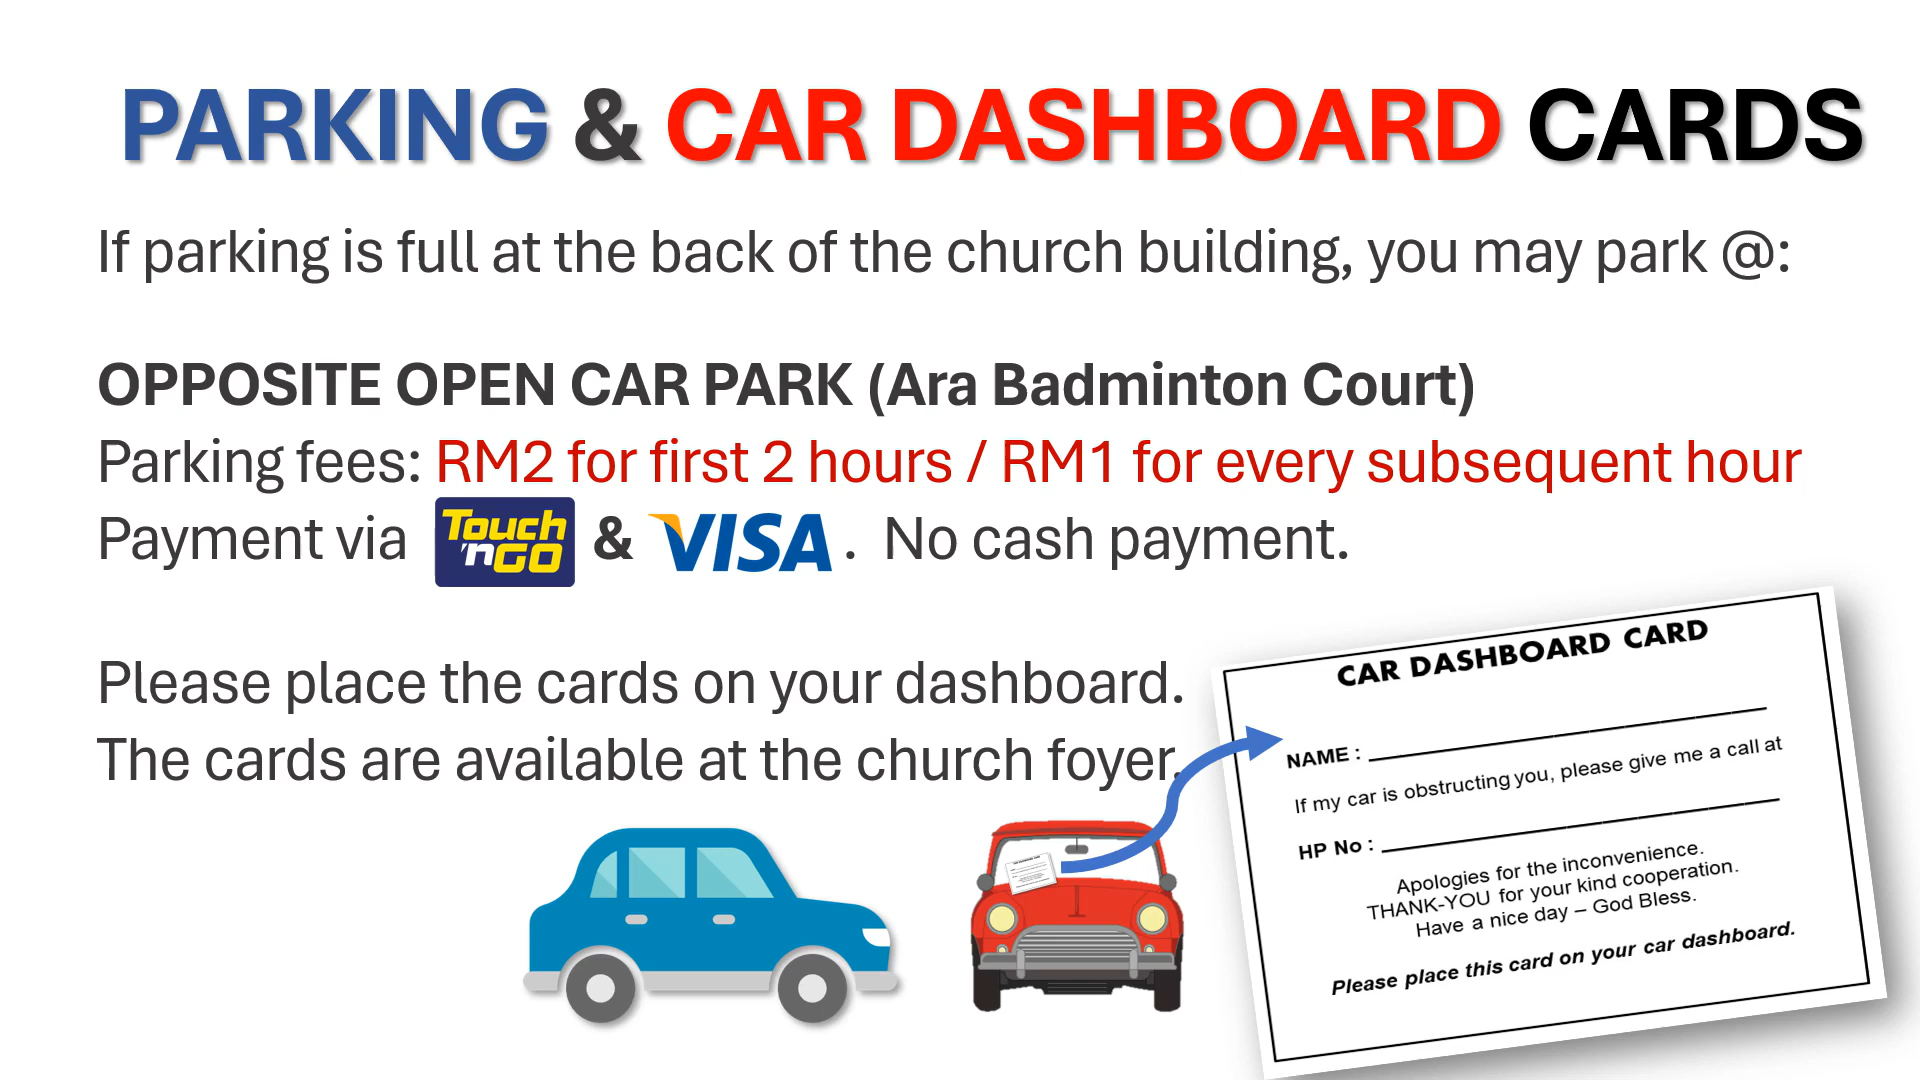 PARKING & CAR DASHBOARD CARDS
If parking is full at the back of the church building, you may park @:
OPPOSITE OPEN CAR PARK (Ara Badminton Court)
Parking fees: RM2 for first 2 hours / RM1 for every subsequent hour
Payment via Touch 'n GO & VISA. No cash payment.
Please place the cards on your dashboard.
The cards are available at the church foyer.
CAR DASHBOARD CARD
NAME : ____________________
If my car is obstructing you, please give me a call at
HP No : ____________________
Apologies for the inconvenience.
THANK-YOU for your kind cooperation.
Have a nice day – God Bless.
Please place this card on your car dashboard.